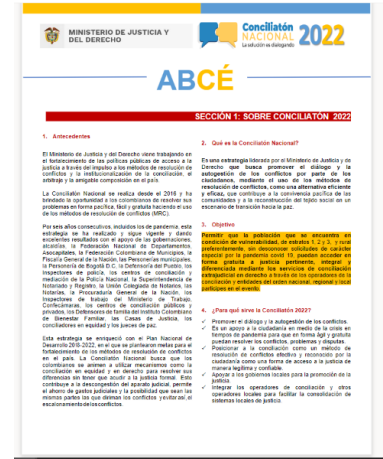 MINISTERIO DE JUSTICIA Y
DEL DERECHO
Conciliatón
NACIONAL
La solución es dialogando
2022
ABCÉ
SECCIÓN 1: SOBRE CONCILIATÓN 2022
1. Antecedentes
El Ministerio de Justicia y del Derecho viene trabajando en
el fortalecimiento de las políticas públicas de acceso a la
justicia a través del impulso a los métodos de resolución de
conflictos y la institucionalización de la conciliación, el
arbitraje y la amigable composición en el país.
La Conciliatón Nacional se realiza desde el 2018 y ha
brindado la oportunidad a los colombianos de resolver sus
problemas en forma pacífica, fácil y gratuita haciendo el uso
de los métodos de resolución de conflictos (MRC).
Por seis años consecutivos, incluidos los de pandemia, esta
estrategia se ha realizado y sigue vigente y dando
excelentes resultados con el apoyo de las gobernaciones,
alcaldías, la Federación Nacional de Departamentos,
Asocapitales, la Federación Colombiana de Municipios, la
Fiscalía General de la Nación, las Personerías municipales,
la Personería de Bogotá D.C, la Defensoría del Pueblo, los
Inspectores de policía, los centros de conciliación y
mediación de la Policía Nacional, la Superintendencia de
Notariado y Registro, la Unión Colegiada de Notarios, las
Notarías, la Procuraduría General de la Nación, los
Inspectores de trabajo del Ministerio de Trabajo,
Confecámaras, los centros de conciliación públicos y
privados, los Defensores de familia del Instituto Colombiano
de Bienestar Familiar, las Casas de Justicia, los
conciliadores en equidad y los jueces de paz.
Esta estrategia se enriqueció con el Plan Nacional de
Desarrollo 2018-2022, en el que se plantearon metas para el
fortalecimiento de los métodos de resolución de conflictos
en el país. La Conciliatón Nacional busca que los
colombianos se animen a utilizar mecanismos como la
conciliación en equidad y en derecho para resolver sus
diferencias sin tener que acudir a la justicia formal. Esto
contribuye a la descongestión del aparato judicial, permite
el ahorro de gastos judiciales y la posibilidad que sean las
mismas partes las que diriman los conflictos y evitar así, el
escalonamiento de los conflictos.
2. Qué es la Conciliatón Nacional?
Es una estrategia liderada por el Ministerio de Justicia y de
Derecho que busca promover el diálogo y la
autogestión de los conflictos por parte de los
ciudadanos, mediante el uso de los métodos de
resolución de conflictos, como una alternativa eficiente
y eficaz, que contribuye a la convivencia pacífica de las
comunidades y a la reconstrucción del tejido social en un
escenario de transición hacia la paz.
3. Objetivo
Permitir que la población que se encuentra en
condición de vulnerabilidad, de estratos 1, 2 y 3, y rural
preferentemente, sin desconocer solicitudes de carácter
especial por la pandemia covid 19, puedan acceder en
forma gratuita a justicia pertinente, integral y
diferenciada mediante los servicios de conciliación
extrajudicial en derecho a través de los operadores de la
conciliación y entidades del orden nacional, regional y local
partícipes en el evento.
4. ¿Para qué sirve la Conciliatón 2022?
✓ Promover el diálogo y la autogestión de los conflictos.
✓ Es un apoyo a la ciudadanía en medio de la crisis en
tiempos de pandemia para que en forma ágil y gratuita
puedan resolver los conflictos, problemas y disputas.
✓ Posicionar a la conciliación como un método de
resolución de conflictos efectivo y reconocido por la
ciudadanía como una forma de acceso a la justicia de
manera legítima y confiable.
✓ Apoyar a los gobiernos locales para la promoción de la
justicia.
✓ Integrar las operadores de conciliación y otros
operadores locales para facilitar la consolidación de
sistemas locales de justicia.